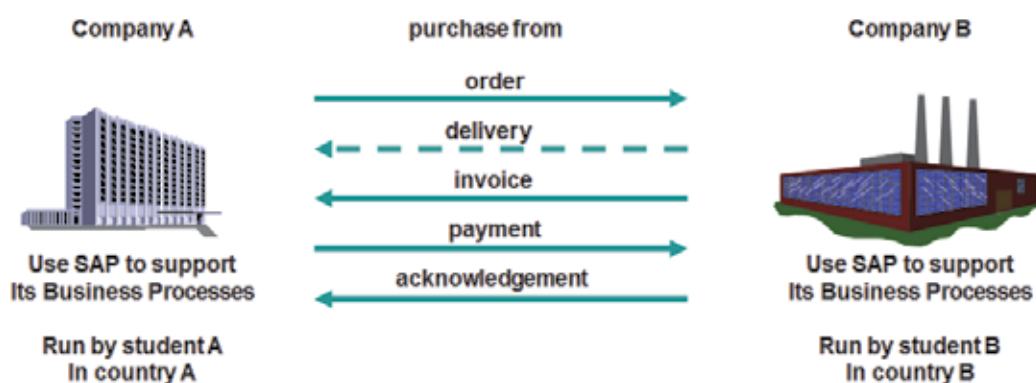 Company A
purchase from
Company B
order
delivery
invoice
payment
acknowledgement
Use SAP to support
Its Business Processes
Run by student A
In country A
Use SAP to support
Its Business Processes
Run by student B
In country B